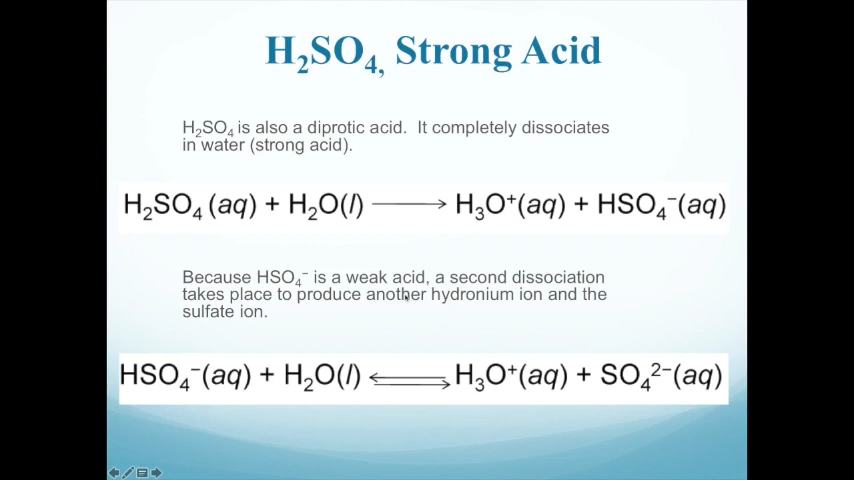 H₂SO₄, Strong Acid
H₂SO₄ is also a diprotic acid.  It completely dissociates
in water (strong acid).
H₂SO₄ (aq) + H₂O(l) ⟶ H₃O⁺(aq) + HSO₄⁻(aq)
Because HSO₄⁻ is a weak acid, a second dissociation
takes place to produce another hydronium ion and the
sulfate ion.
HSO₄⁻(aq) + H₂O(l) ⇌ H₃O⁺(aq) + SO₄²⁻(aq)